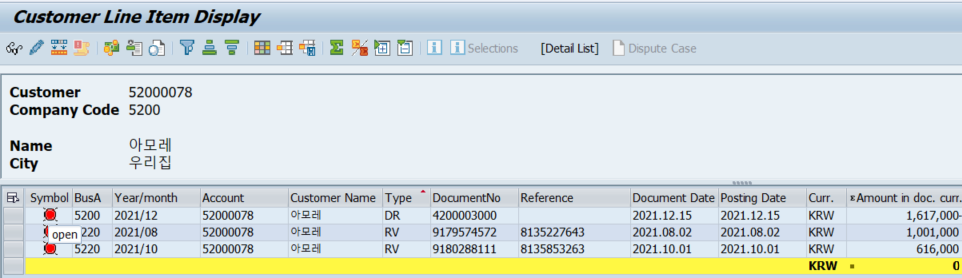 Customer Line Item Display
Selections [Detail List] Dispute Case
Customer 52000078
Company Code 5200
Name 아모레
City 우리집
Symbol BusA Year/month Account Customer Name Type DocumentNo Reference Document Date Posting Date Curr. Amount in doc. curr.
5200 2021/12 52000078 아모레 DR 4200003000 2021.12.15 2021.12.15 KRW 1,617,000-
open 5220 2021/08 52000078 아모레 RV 9179574572 8135227643 2021.08.02 2021.08.02 KRW 1,001,000
5220 2021/10 52000078 아모레 RV 9180288111 8135853263 2021.10.01 2021.10.01 KRW 616,000
KRW 0